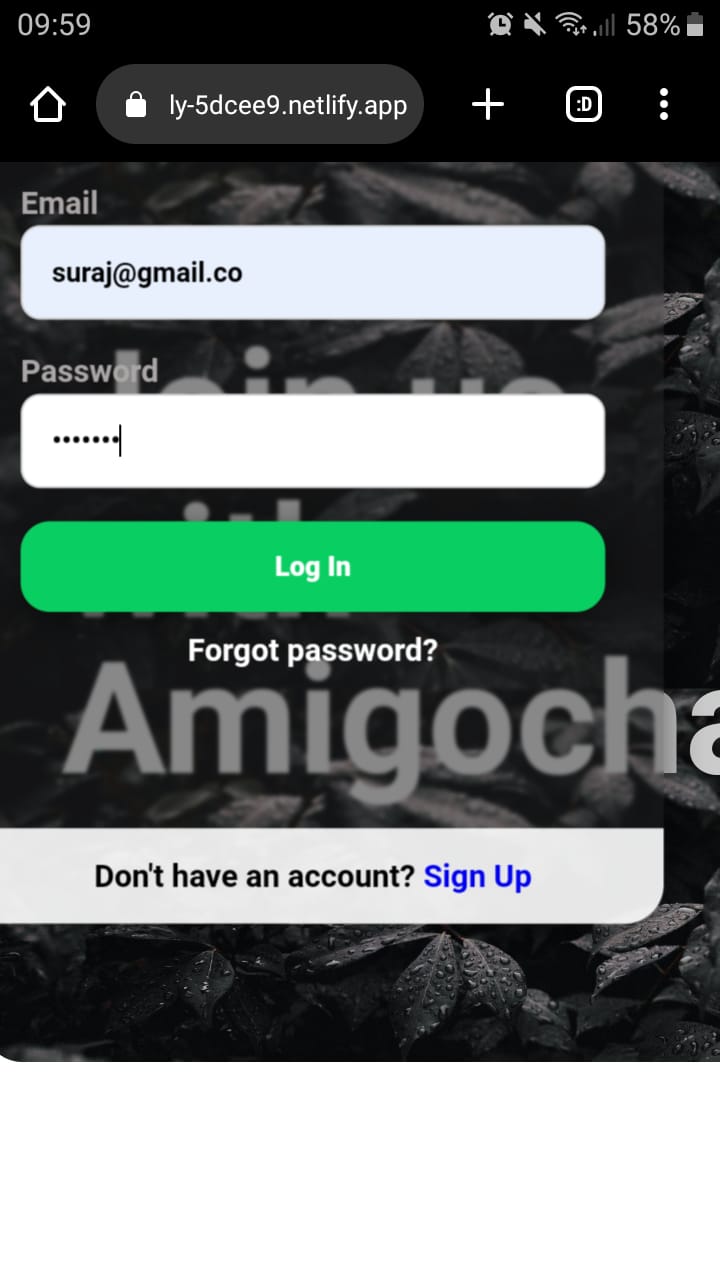 09:59
58%
ly-5dcee9.netlify.app
:D
Email
suraj@gmail.co
Password
•••••••
Join us
with
Log In
Forgot password?
Amigocha
Don't have an account? Sign Up